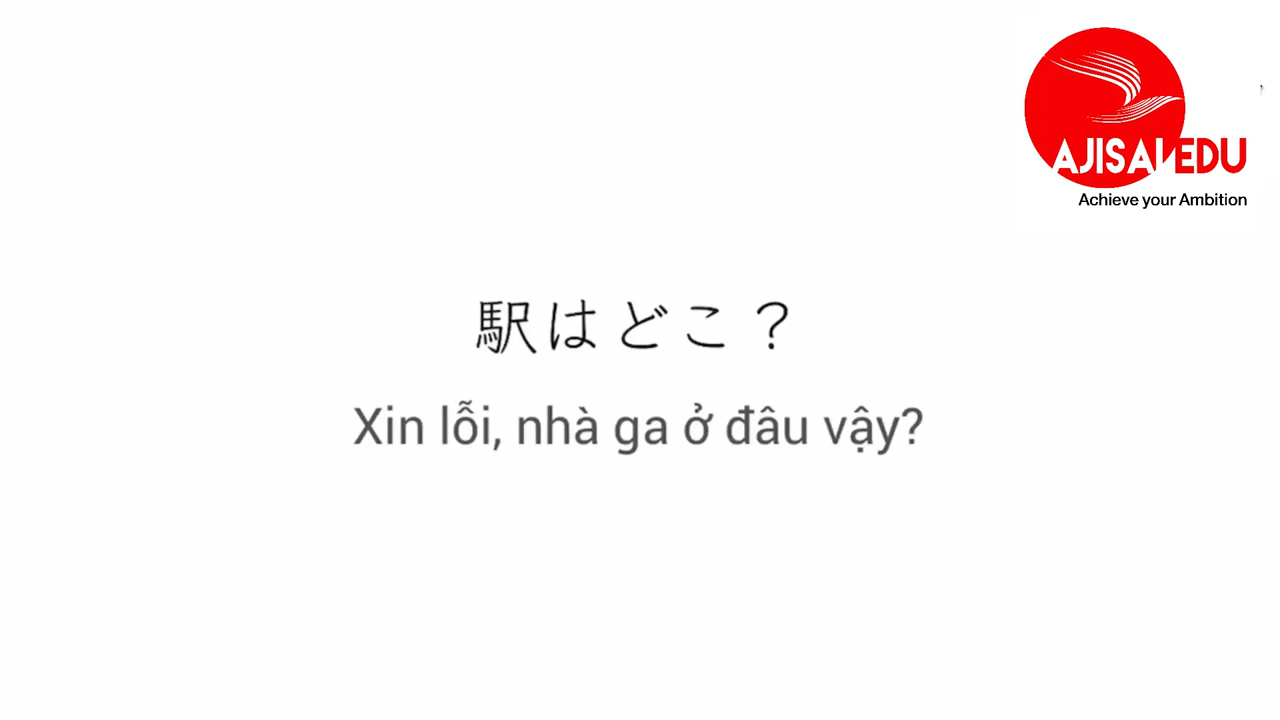 AJISAI EDU
Achieve your Ambition
駅はどこ？
Xin lỗi, nhà ga ở đâu vậy?